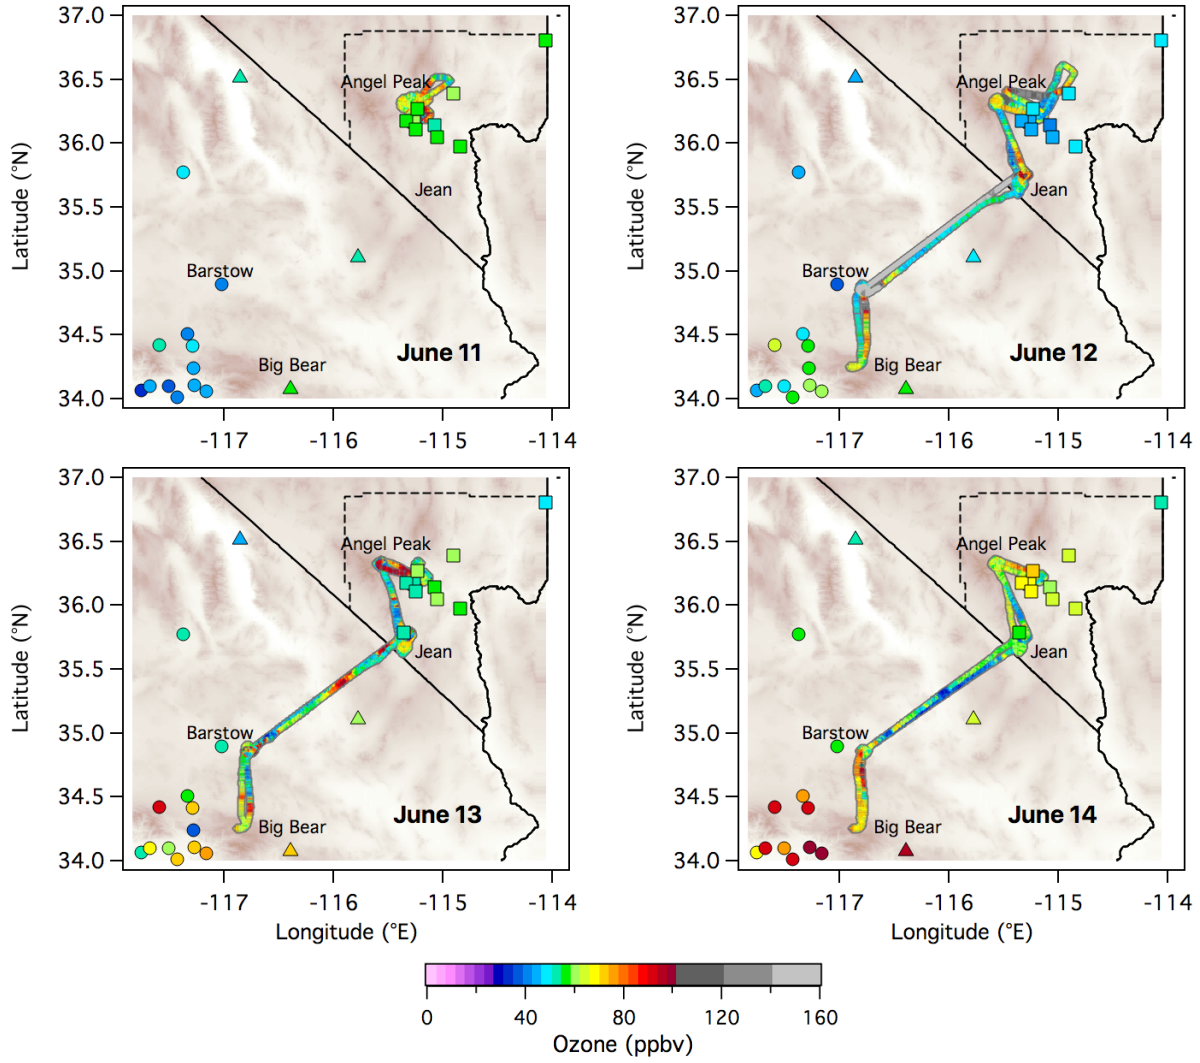 37.0
36.5
36.0
35.5
35.0
34.5
34.0
Latitude (°N)
Angel Peak
Jean
Barstow
Big Bear
June 11
-117
-116
-115
-114
37.0
36.5
36.0
35.5
35.0
34.5
34.0
Latitude (°N)
Angel Peak
Jean
Barstow
Big Bear
June 12
-117
-116
-115
-114
37.0
36.5
36.0
35.5
35.0
34.5
34.0
Latitude (°N)
Angel Peak
Jean
Barstow
June 13
Big Bear
-117
-116
-115
-114
Longitude (°E)
37.0
36.5
36.0
35.5
35.0
34.5
34.0
Latitude (°N)
Angel Peak
Jean
Barstow
June 14
Big Bear
-117
-116
-115
-114
Longitude (°E)
0 40 80 120 160
Ozone (ppbv)